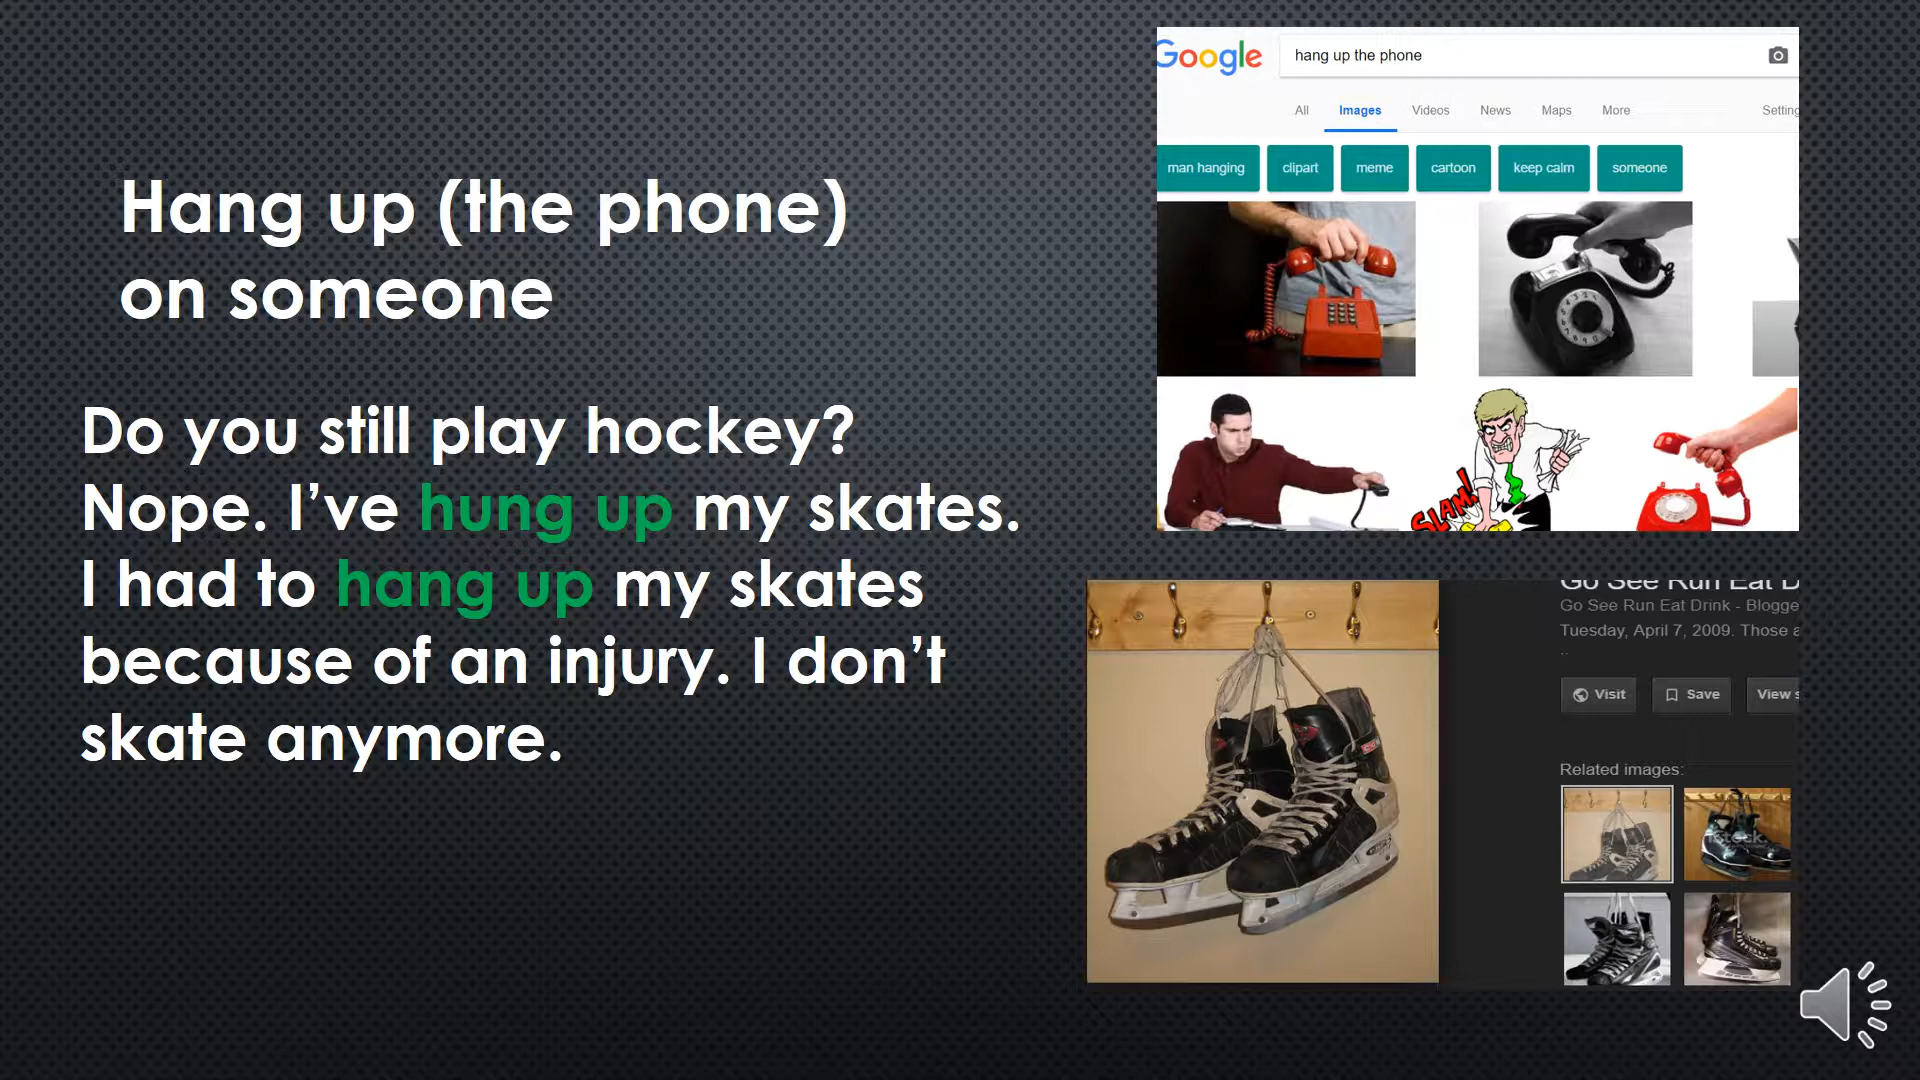 Hang up (the phone)
on someone
Do you still play hockey?
Nope. I've hung up my skates.
I had to hang up my skates
because of an injury. I don't
skate anymore.
Google
hang up the phone
All Images Videos News Maps More Setting
man hanging clipart meme cartoon keep calm someone
SLAM!
Go See Run Eat D
Go See Run Eat Drink - Blogge
Tuesday, April 7, 2009. Those a
..
Visit Save View s
Related images:
iStock.